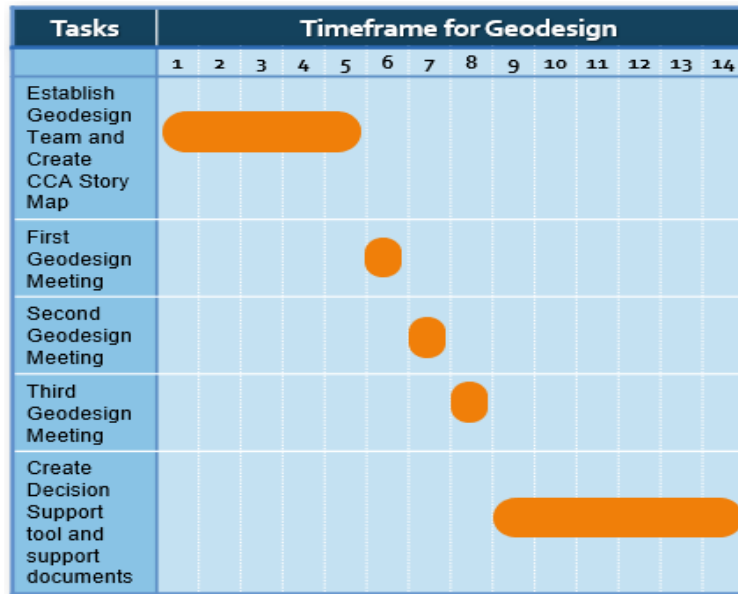 Tasks
Timeframe for Geodesign
1 2 3 4 5 6 7 8 9 10 11 12 13 14
Establish
Geodesign
Team and
Create
CCA Story
Map
First
Geodesign
Meeting
Second
Geodesign
Meeting
Third
Geodesign
Meeting
Create
Decision
Support
tool and
support
documents